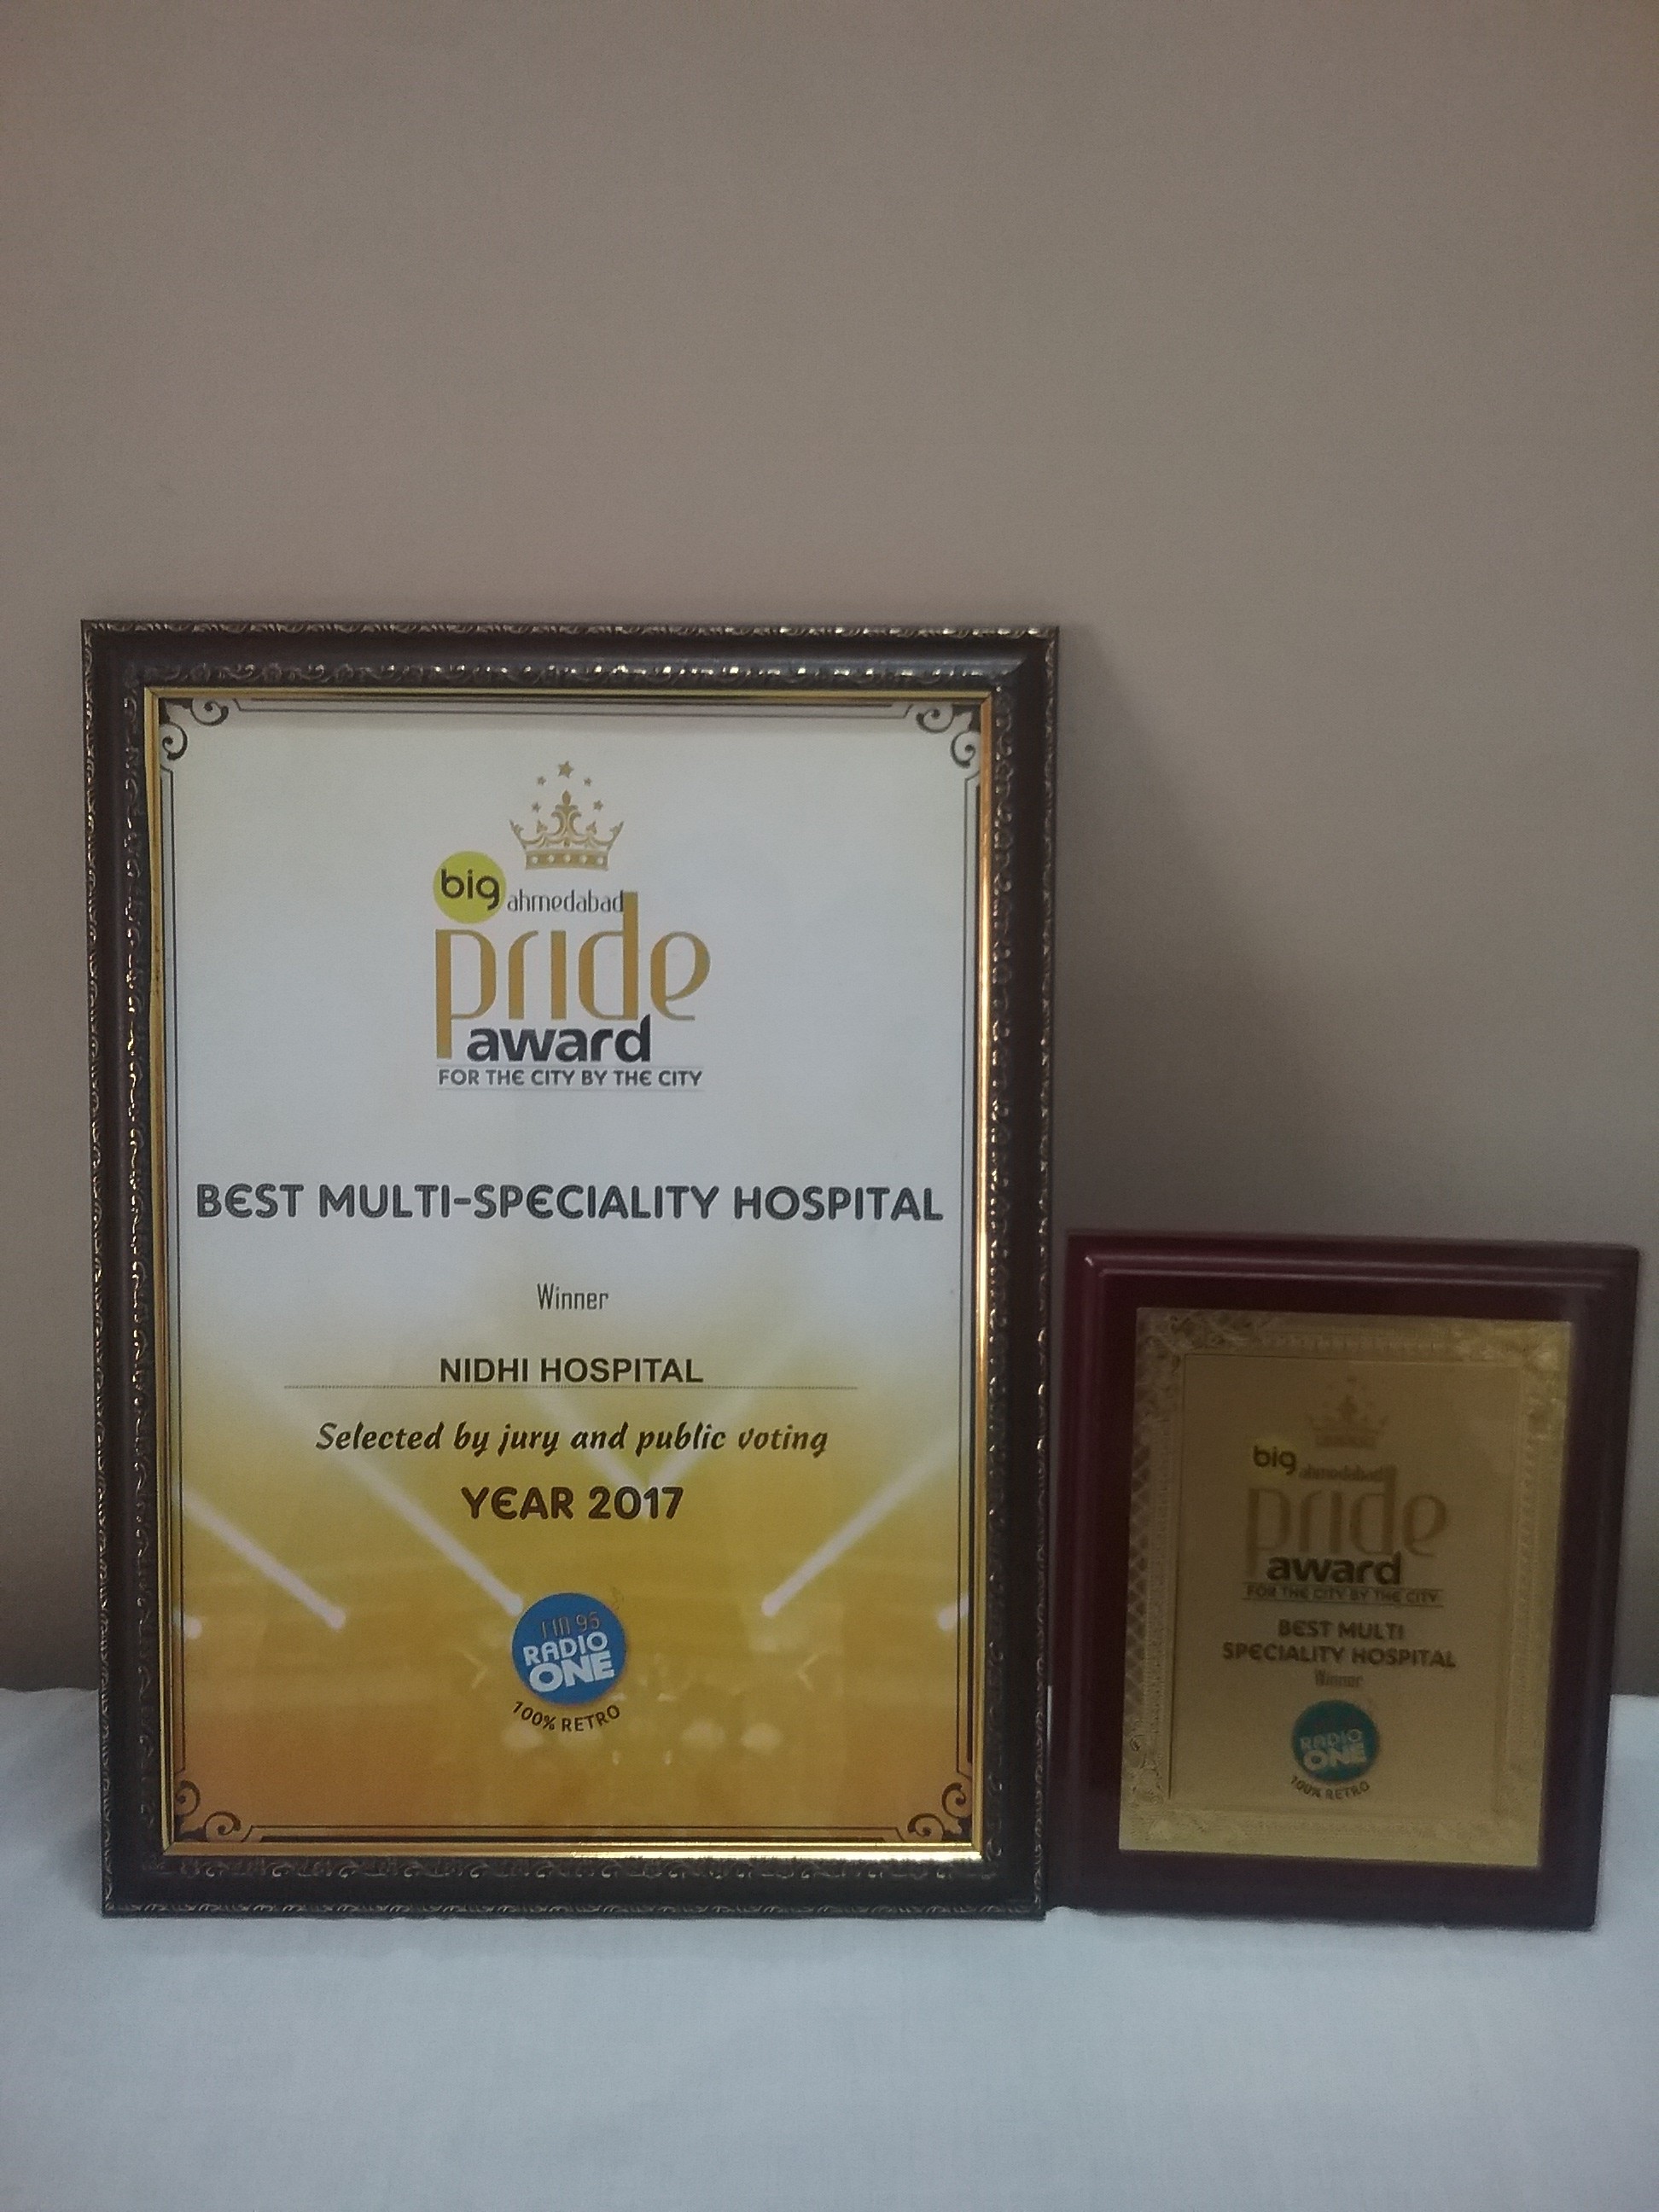 big ahmedabad
pride
award
FOR THE CITY BY THE CITY
BEST MULTI-SPECIALITY HOSPITAL
Winner
NIDHI HOSPITAL
Selected by jury and public voting
YEAR 2017
FM 95
RADIO
ONE
100% RETRO
big ahmedabad
pride
award
FOR THE CITY BY THE CITY
BEST MULTI
SPECIALITY HOSPITAL
Winner
RADIO
ONE
100% RETRO